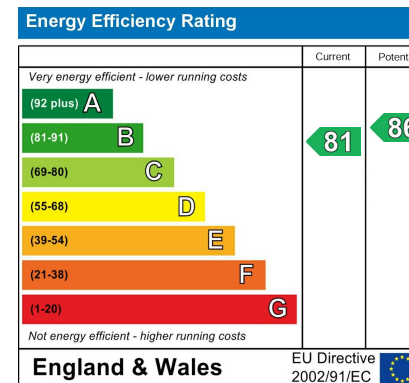 Energy Efficiency Rating
Current Potent
Very energy efficient - lower running costs
(92 plus) A
(81-91) B
81 86
(69-80) C
(55-68) D
(39-54) E
(21-38) F
(1-20) G
Not energy efficient - higher running costs
England & Wales
EU Directive
2002/91/EC